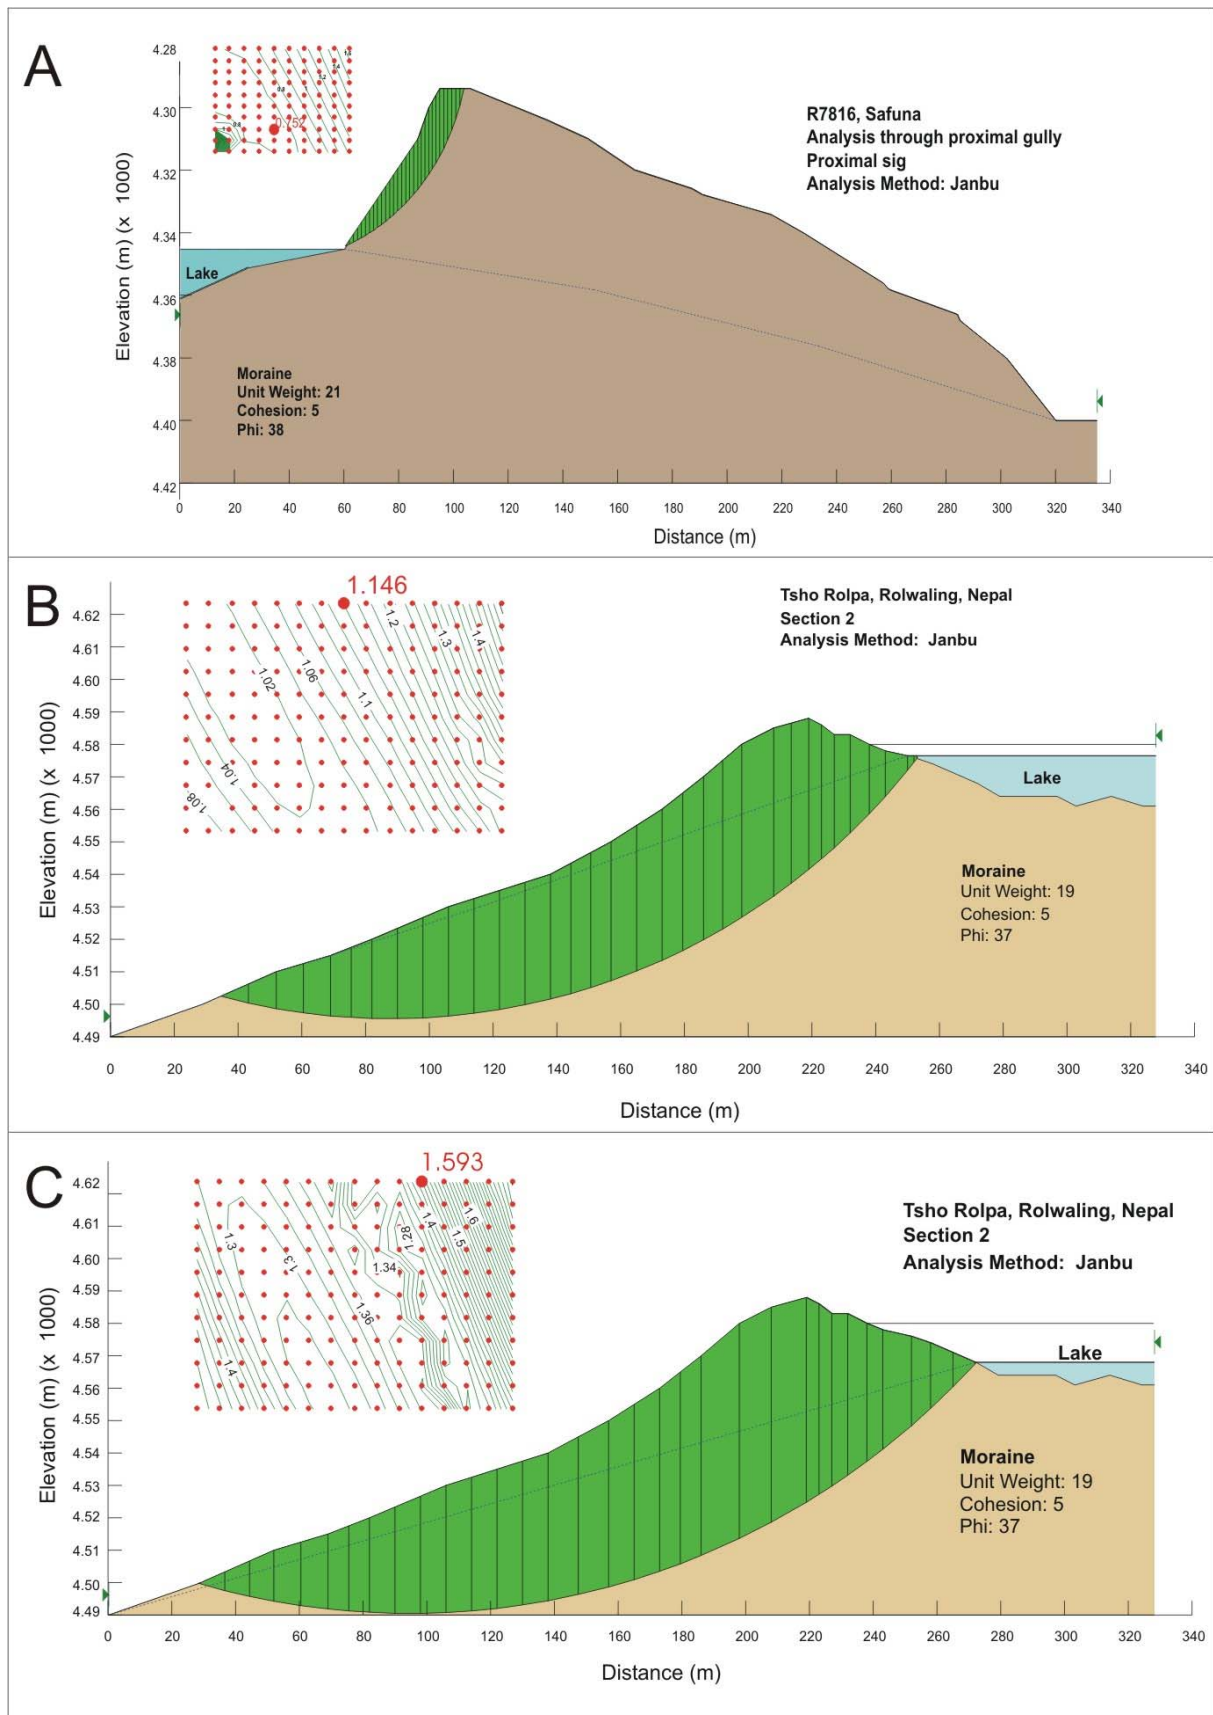 A
4.28
4.30
4.32
4.34
4.36
4.38
4.40
4.42
Elevation (m) (x 1000)
0.8
1.2
1.4
0.8
0.752
R7816, Safuna
Analysis through proximal gully
Proximal sig
Analysis Method: Janbu
Lake
Moraine
Unit Weight: 21
Cohesion: 5
Phi: 38
0 20 40 60 80 100 120 140 160 180 200 220 240 260 280 300 320 340
Distance (m)
B
1.146
4.62
4.61
4.60
4.59
4.58
4.57
4.56
4.55
4.54
4.53
4.52
4.51
4.50
4.49
Elevation (m) (x 1000)
1.2
1.3
1.4
1.02
1.06
1.1
1.04
1.08
Tsho Rolpa, Rolwaling, Nepal
Section 2
Analysis Method: Janbu
Lake
Moraine
Unit Weight: 19
Cohesion: 5
Phi: 37
0 20 40 60 80 100 120 140 160 180 200 220 240 260 280 300 320 340
Distance (m)
C
1.593
4.62
4.61
4.60
4.59
4.58
4.57
4.56
4.55
4.54
4.53
4.52
4.51
4.50
4.49
Elevation (m) (x 1000)
1.3
1.3
1.28
1.4
1.6
1.5
1.34
1.36
1.4
Tsho Rolpa, Rolwaling, Nepal
Section 2
Analysis Method: Janbu
Lake
Moraine
Unit Weight: 19
Cohesion: 5
Phi: 37
0 20 40 60 80 100 120 140 160 180 200 220 240 260 280 300 320 340
Distance (m)